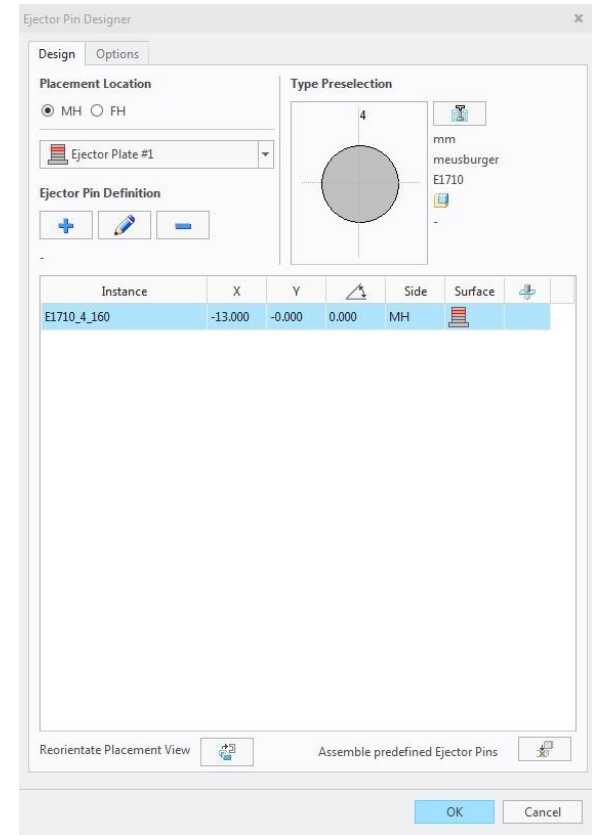 Ejector Pin Designer x
Design Options
Placement Location
MH FH
Ejector Plate #1
Ejector Pin Definition
-
Type Preselection
4
mm
meusburger
E1710
-
Instance X Y Side Surface
E1710_4_160 -13.000 -0.000 0.000 MH
Reorientate Placement View
Assemble predefined Ejector Pins
OK Cancel